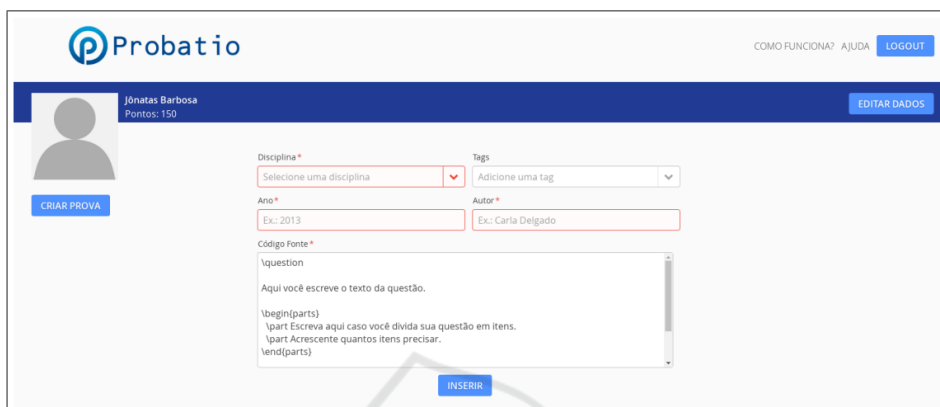 Probatio
COMO FUNCIONA? AJUDA LOGOUT
Jônatas Barbosa
Pontos: 150
EDITAR DADOS
CRIAR PROVA
Disciplina *
Tags
Selecione uma disciplina
Adicione uma tag
Ano *
Autor *
Ex.: 2013
Ex.: Carla Delgado
Código Fonte *
\question
Aqui você escreve o texto da questão.
\begin{parts}
\part Escreva aqui caso você divida sua questão em itens.
\part Acrescente quantos itens precisar.
\end{parts}
INSERIR